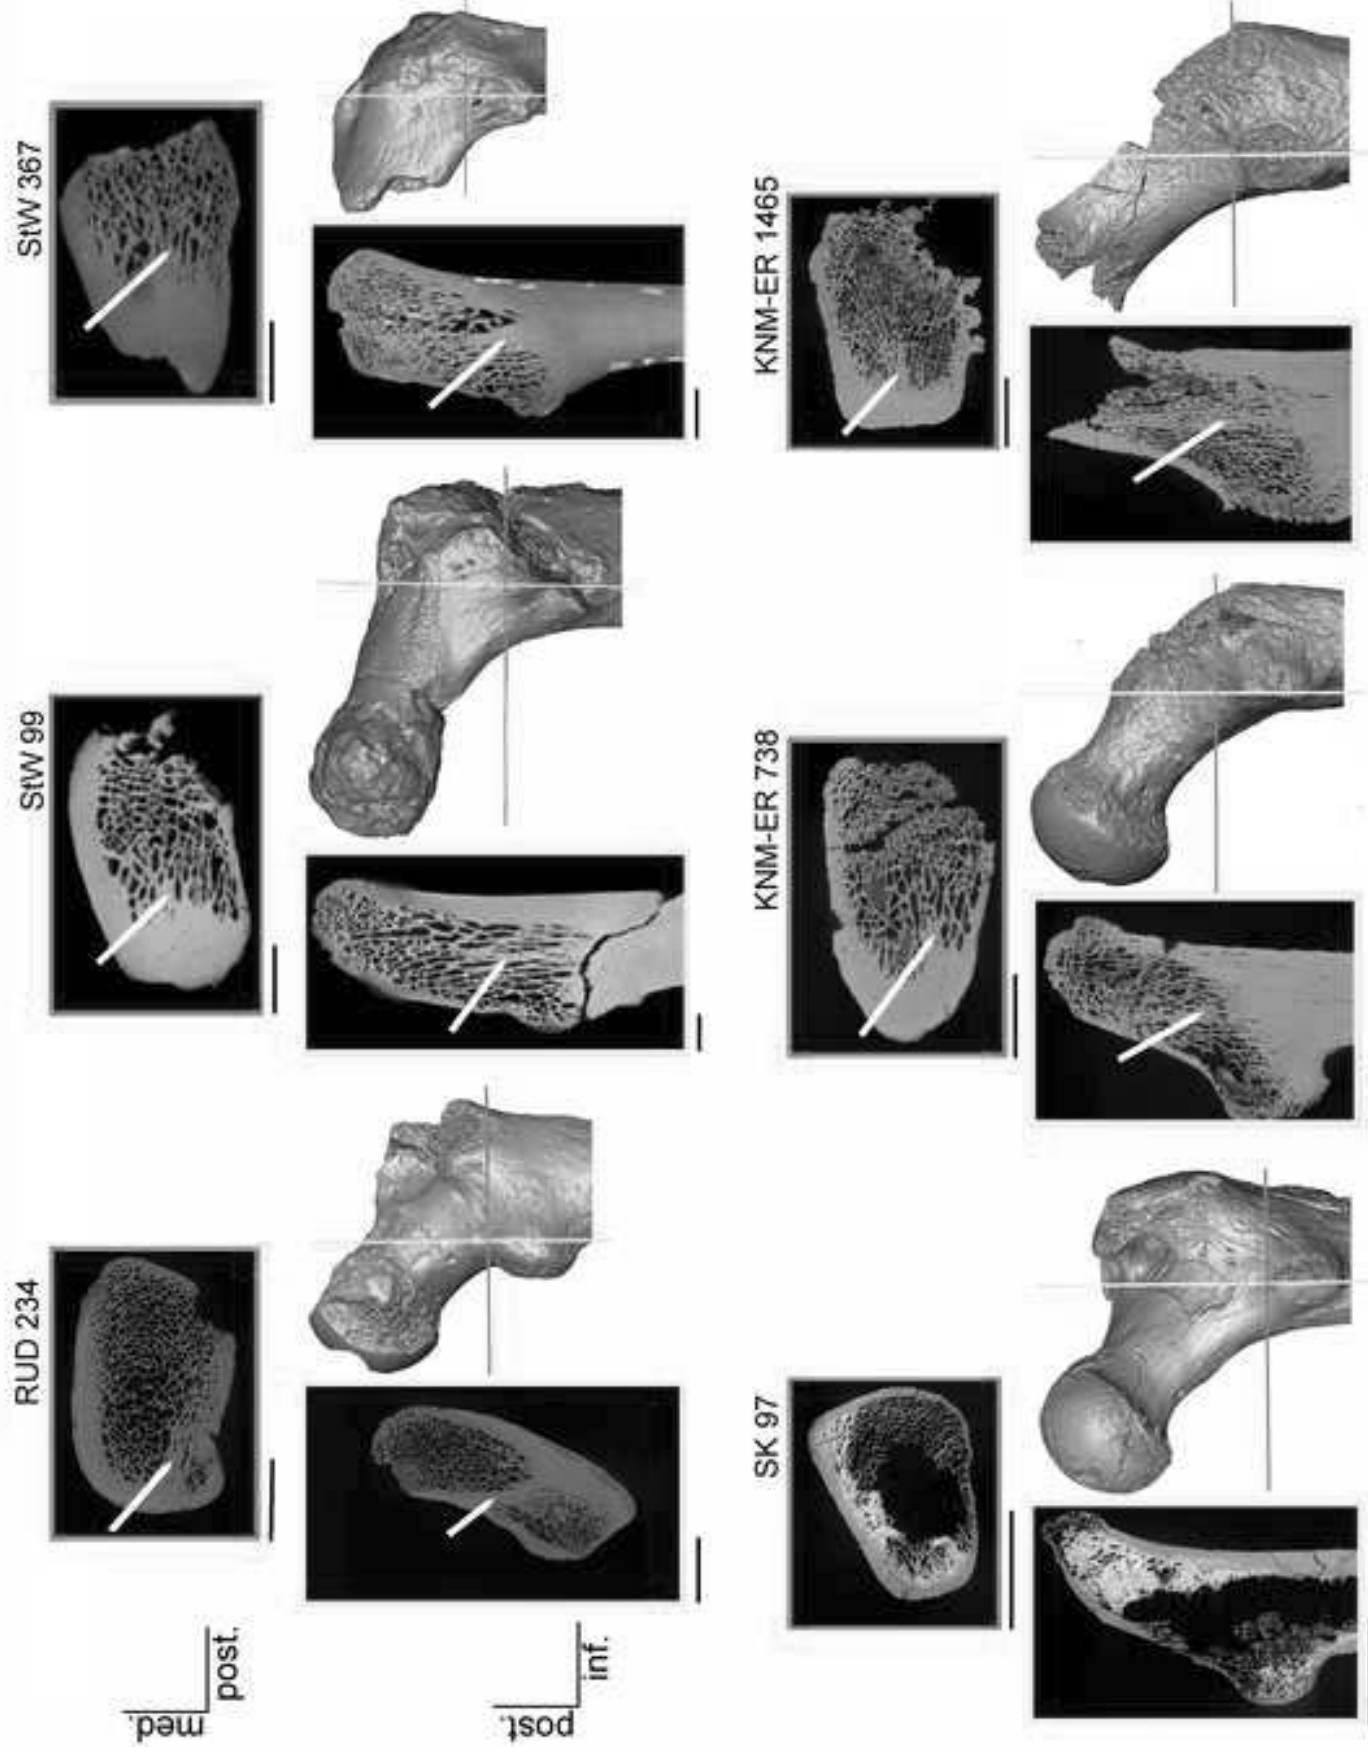 StW 367
KNM-ER 1465
StW 99
KNM-ER 738
RUD 234
SK 97
med.
post.
post.
inf.